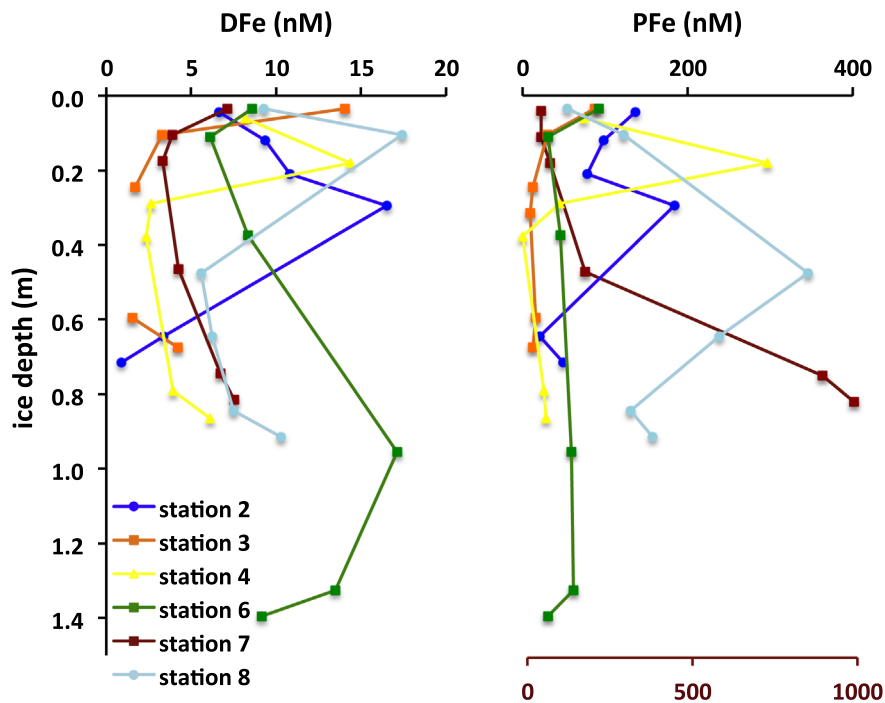 DFe (nM)
PFe (nM)
0 5 10 15 20
0 200 400
0.0
0.2
0.4
0.6
0.8
1.0
1.2
1.4
ice depth (m)
station 2
station 3
station 4
station 6
station 7
station 8
0 500 1000